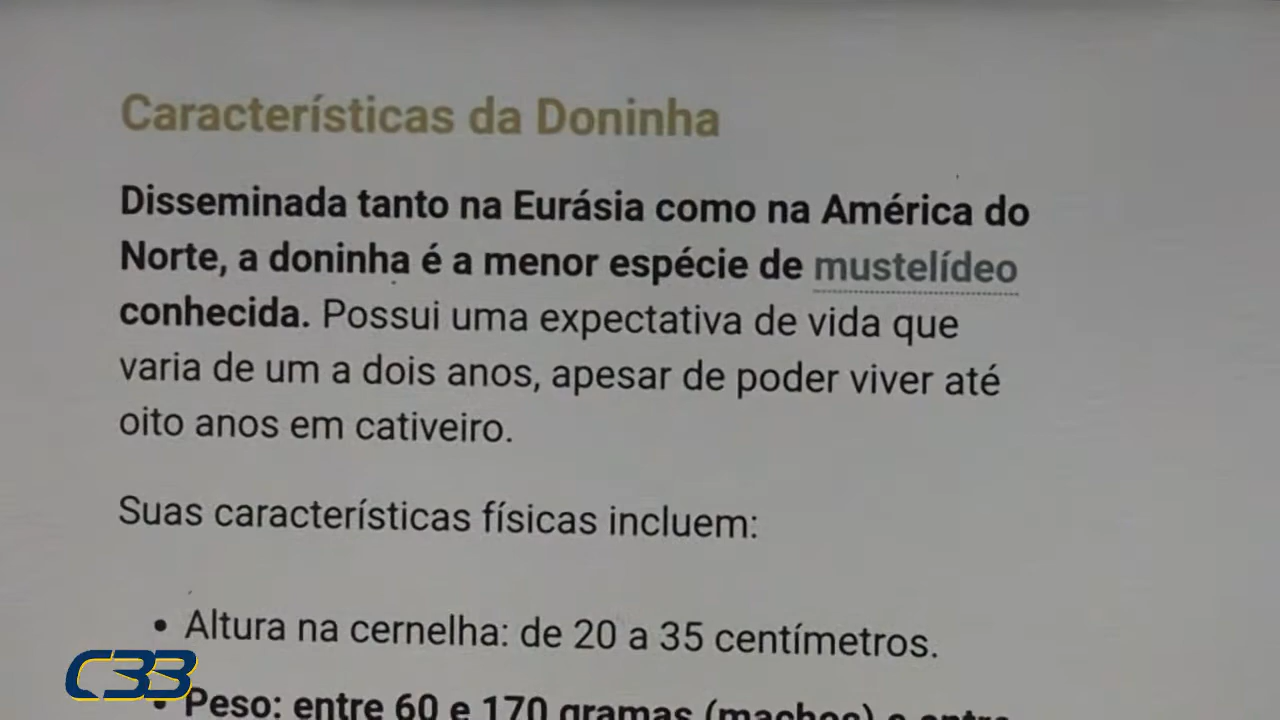 Características da Doninha
Disseminada tanto na Eurásia como na América do
Norte, a doninha é a menor espécie de mustelídeo
conhecida. Possui uma expectativa de vida que
varia de um a dois anos, apesar de poder viver até
oito anos em cativeiro.
Suas características físicas incluem:
• Altura na cernelha: de 20 a 35 centímetros.
• Peso: entre 60 e 170 gramas (machos) e entre
C33